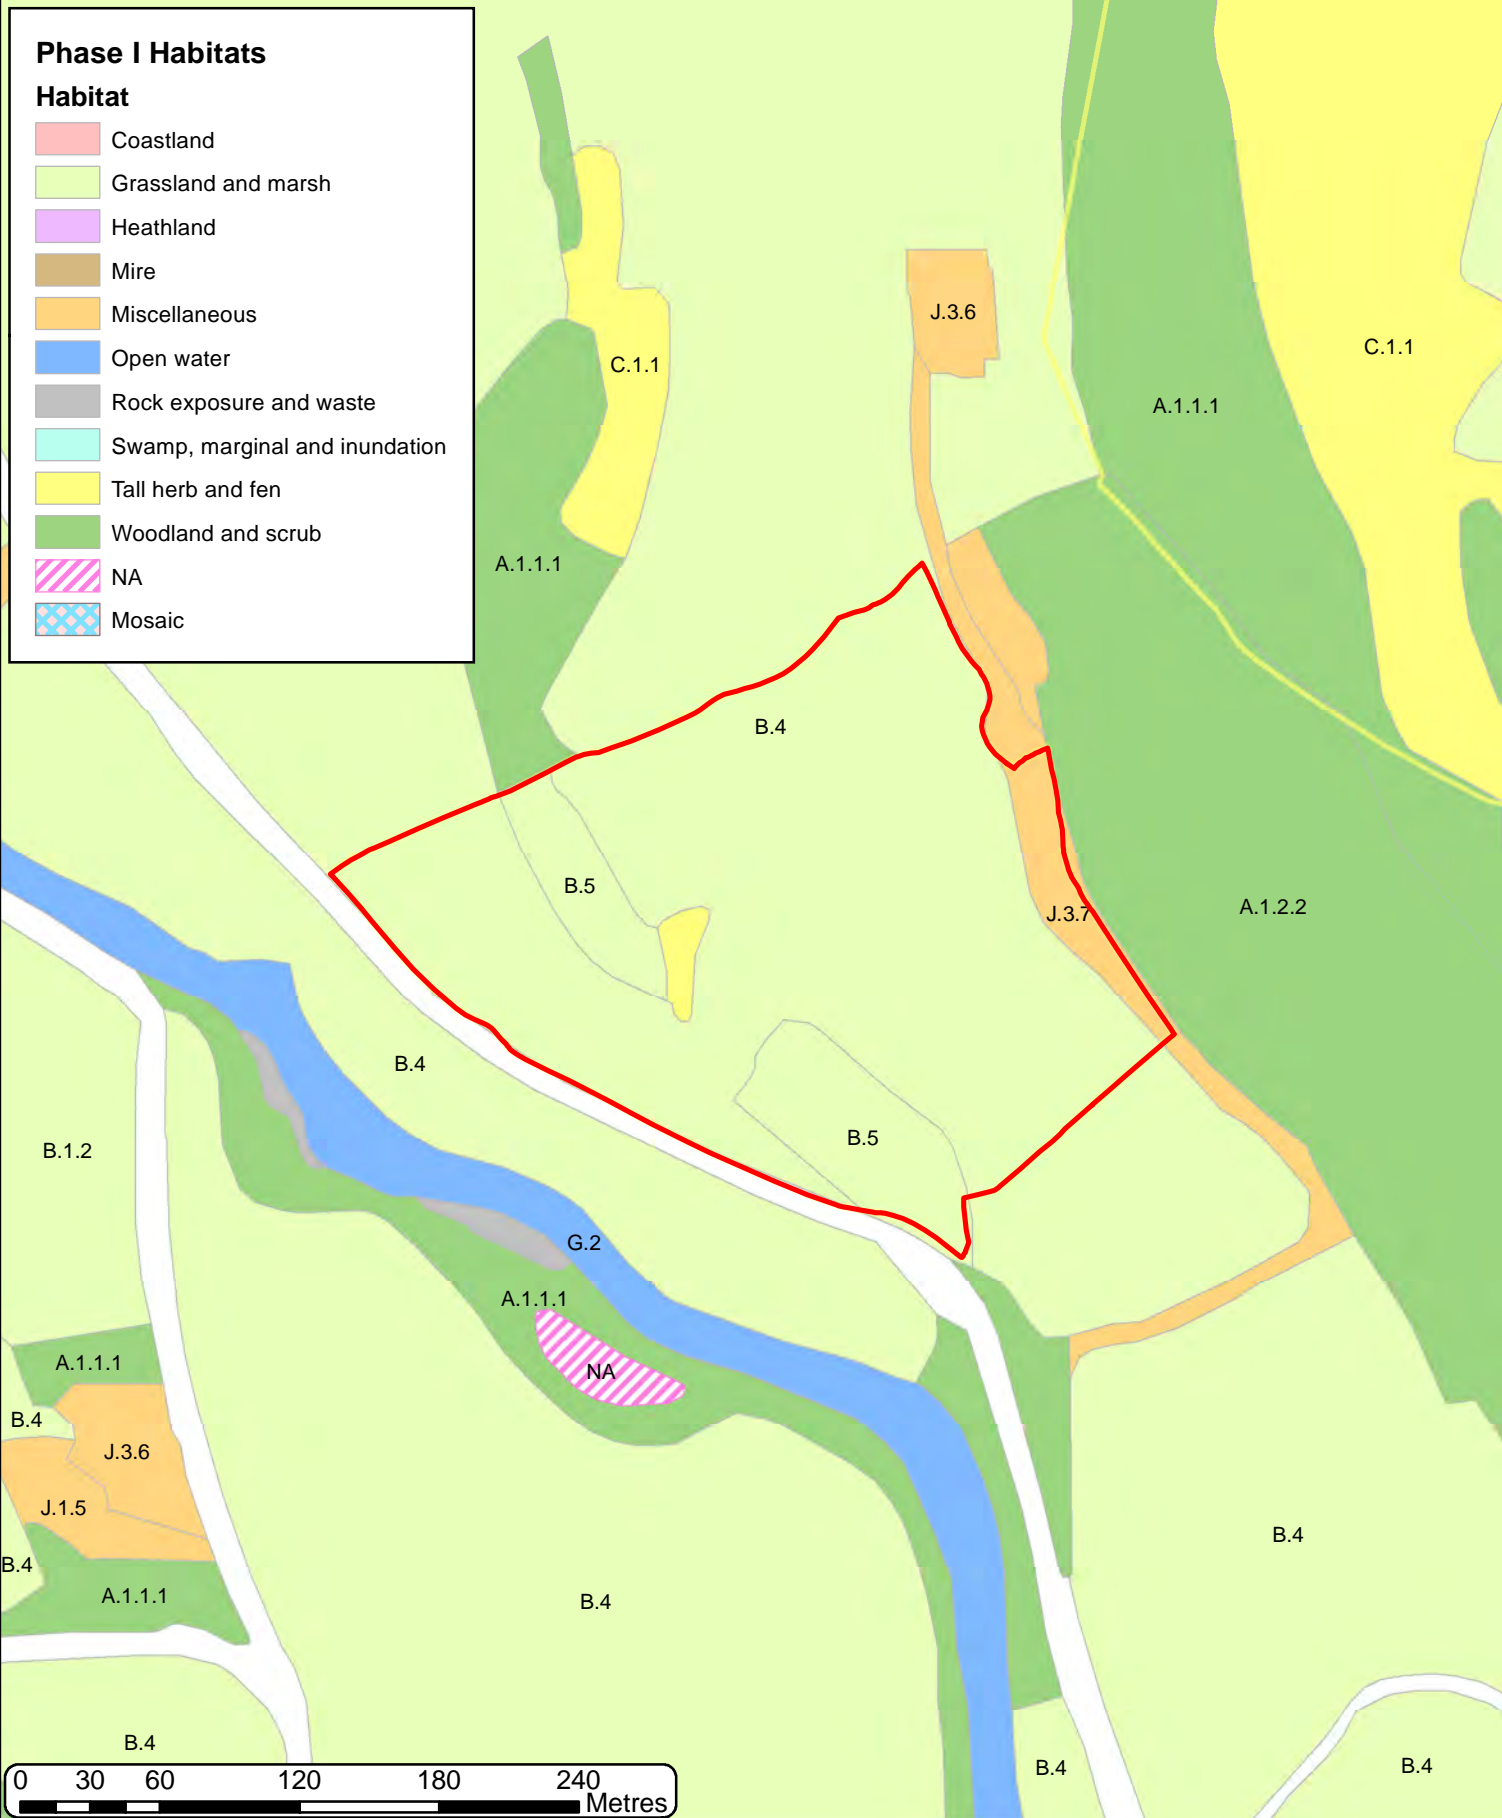 Phase I Habitats
Habitat
Coastland
Grassland and marsh
Heathland
Mire
Miscellaneous
Open water
Rock exposure and waste
Swamp, marginal and inundation
Tall herb and fen
Woodland and scrub
NA
Mosaic
J.3.6
C.1.1
C.1.1
A.1.1.1
A.1.1.1
B.4
B.5
J.3.7
A.1.2.2
B.4
B.5
B.1.2
G.2
A.1.1.1
A.1.1.1
NA
B.4
J.3.6
J.1.5
B.4
B.4
A.1.1.1
B.4
B.4
B.4
B.4
0 30 60 120 180 240
Metres